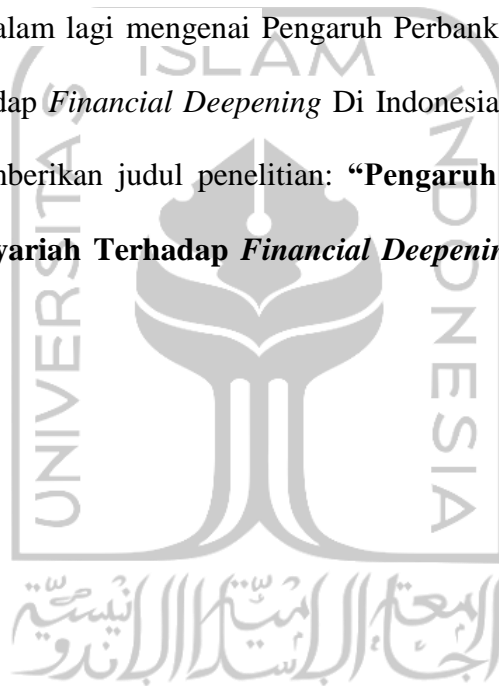 alam lagi mengenai Pengaruh Perbank
ISLAM
dap Financial Deepening Di Indonesia
nberikan judul penelitian: “Pengaruh
yariah Terhadap Financial Deepenin
UNIVERSITAS
INDONESIA